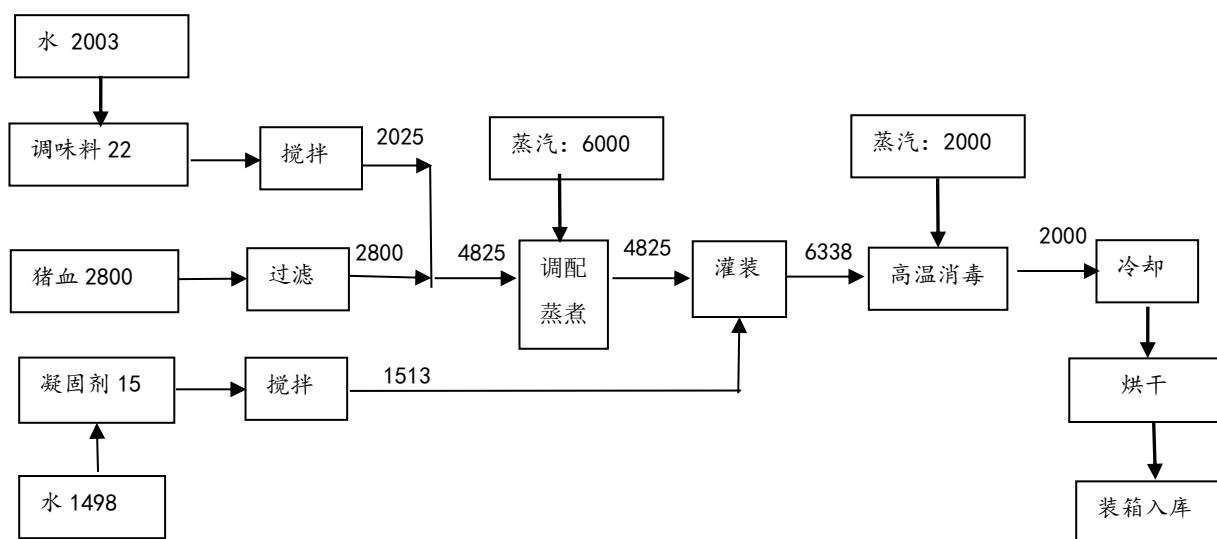 水 2003
调味料 22
搅拌
2025
蒸汽：6000
蒸汽：2000
猪血 2800
过滤
2800
4825
调配
蒸煮
4825
灌装
6338
高温消毒
2000
冷却
凝固剂 15
搅拌
1513
烘干
水 1498
装箱入库